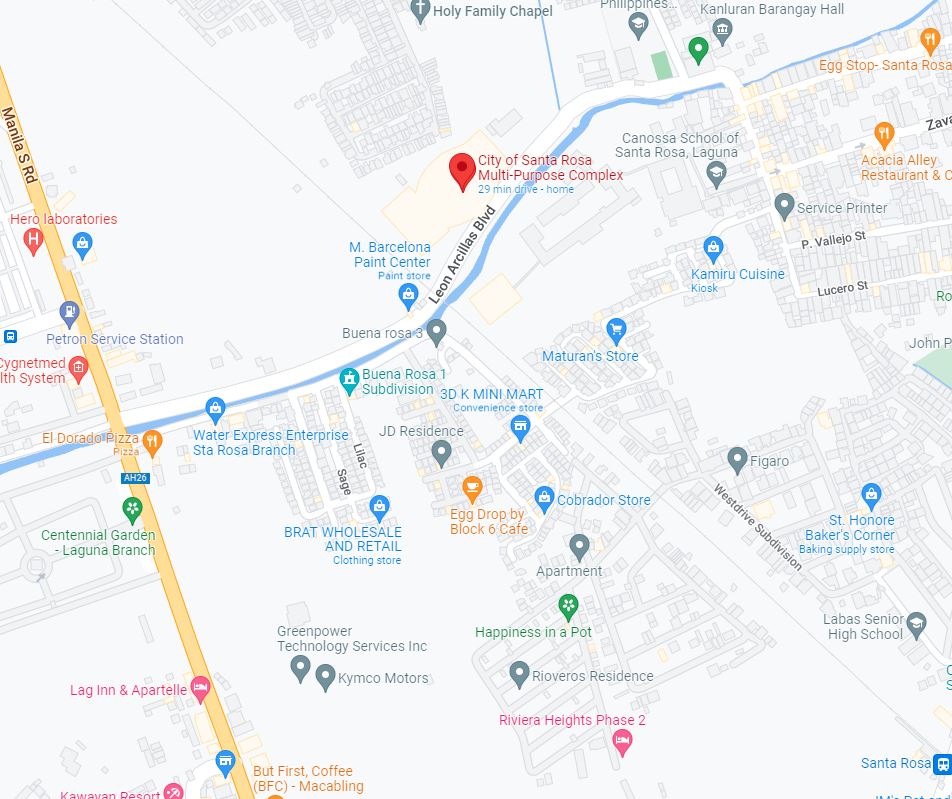 Philippines...
Kanluran Barangay Hall
Holy Family Chapel
Egg Stop- Santa Rosa
Manila S Rd
Zava
Canossa School of
Santa Rosa, Laguna
City of Santa Rosa
Multi-Purpose Complex
29 min drive - home
Acacia Alley
Restaurant & C
Service Printer
Hero laboratories
P. Vallejo St
M. Barcelona
Paint Center
Paint store
Leon Arcillas Blvd
Kamiru Cuisine
Kiosk
Lucero St
Ro
Petron Service Station
Buena rosa 3
John P
Maturan's Store
Cygnetmed
lth System
Buena Rosa 1
Subdivision
3D K MINI MART
Convenience store
El Dorado Pizza
Pizza
Water Express Enterprise
Sta Rosa Branch
JD Residence
Lilac
Sage
Figaro
AH26
Westdrive Subdivision
Cobrador Store
Egg Drop by
Block 6 Cafe
St. Honore
Baker's Corner
Baking supply store
Centennial Garden
- Laguna Branch
BRAT WHOLESALE
AND RETAIL
Clothing store
Apartment
Happiness in a Pot
Labas Senior
High School
Greenpower
Technology Services Inc
Kymco Motors
Rioveros Residence
Lag Inn & Apartelle
Riviera Heights Phase 2
Santa Rosa
But First, Coffee
(BFC) - Macabling
Kawayan Resort